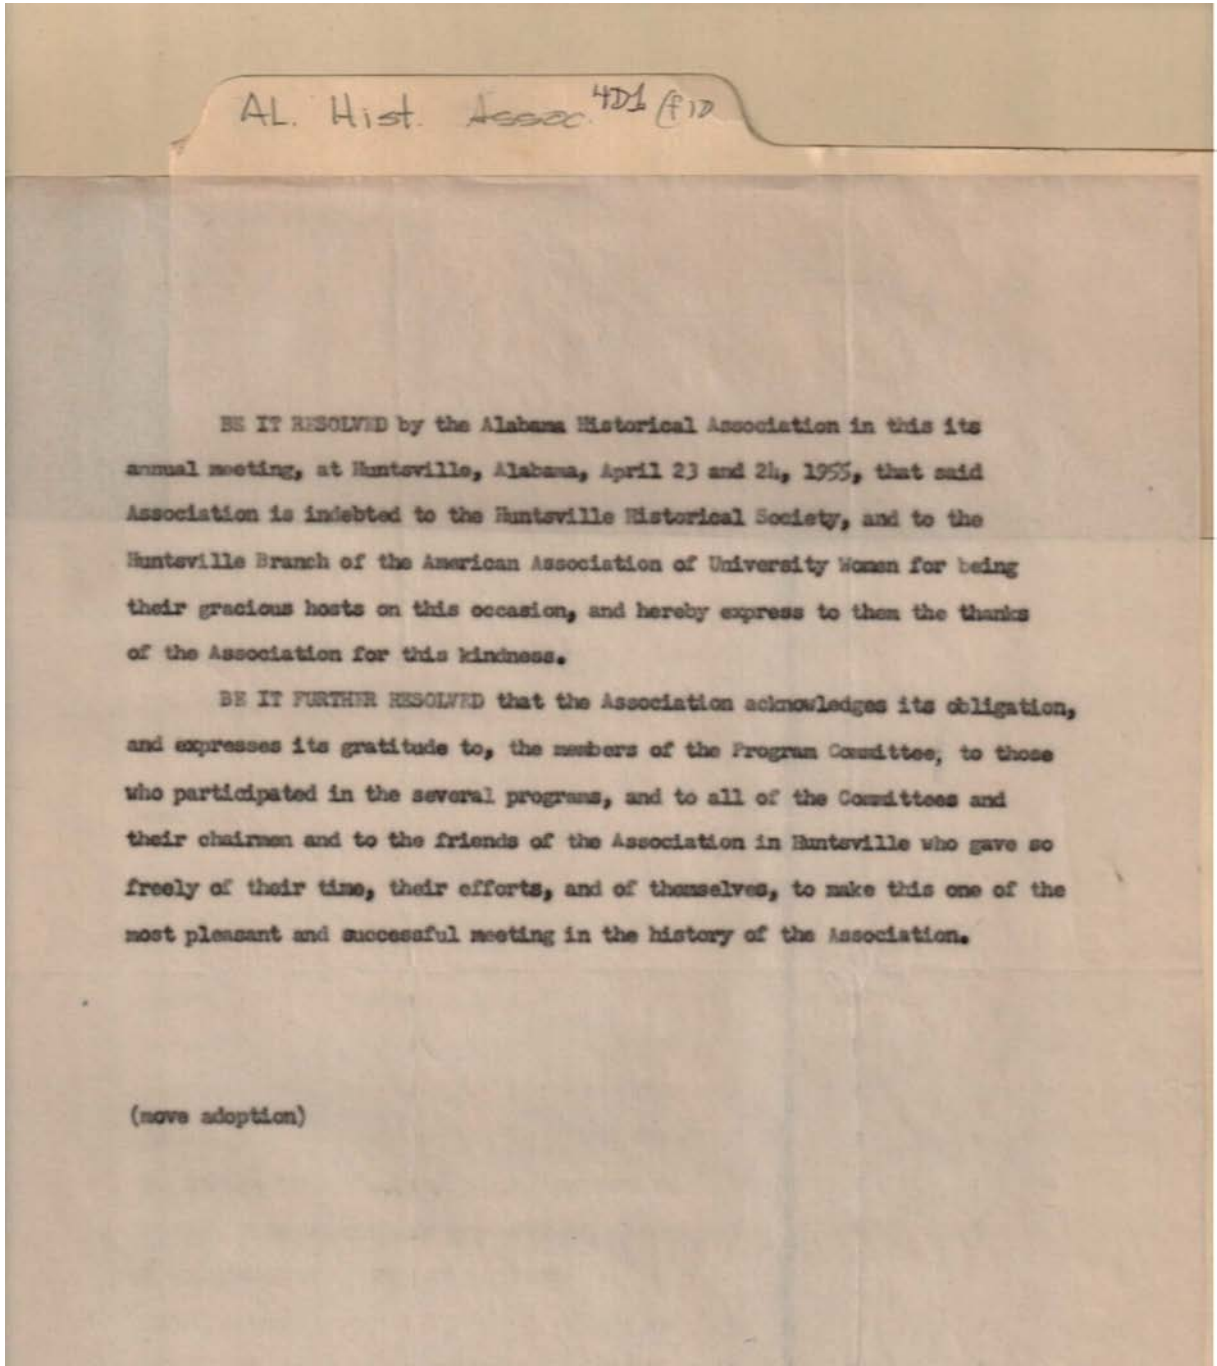 AL. Hist. Assoc. 4D1 (f10
BE IT RESOLVED by the Alabama Historical Association in this its
annual meeting, at Huntsville, Alabama, April 23 and 24, 1955, that said
Association is indebted to the Huntsville Historical Society, and to the
Huntsville Branch of the American Association of University Women for being
their gracious hosts on this occasion, and hereby express to them the thanks
of the Association for this kindness.
BE IT FURTHER RESOLVED that the Association acknowledges its obligation,
and expresses its gratitude to, the members of the Program Committee, to those
who participated in the several programs, and to all of the Committees and
their chairmen and to the friends of the Association in Huntsville who gave so
freely of their time, their efforts, and of themselves, to make this one of the
most pleasant and successful meeting in the history of the Association.
(move adoption)